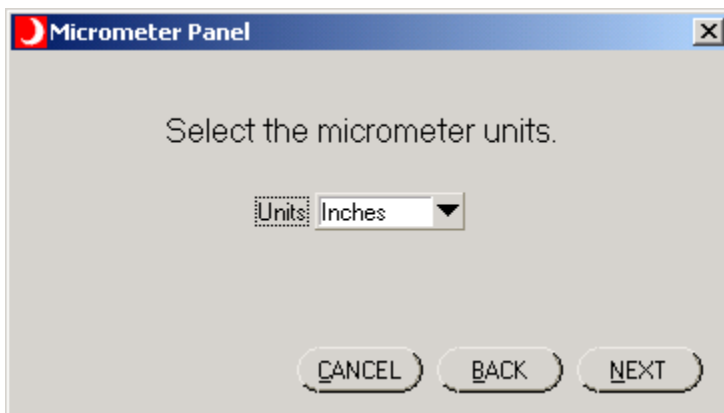 Micrometer Panel
Select the micrometer units.
Units Inches
CANCEL BACK NEXT